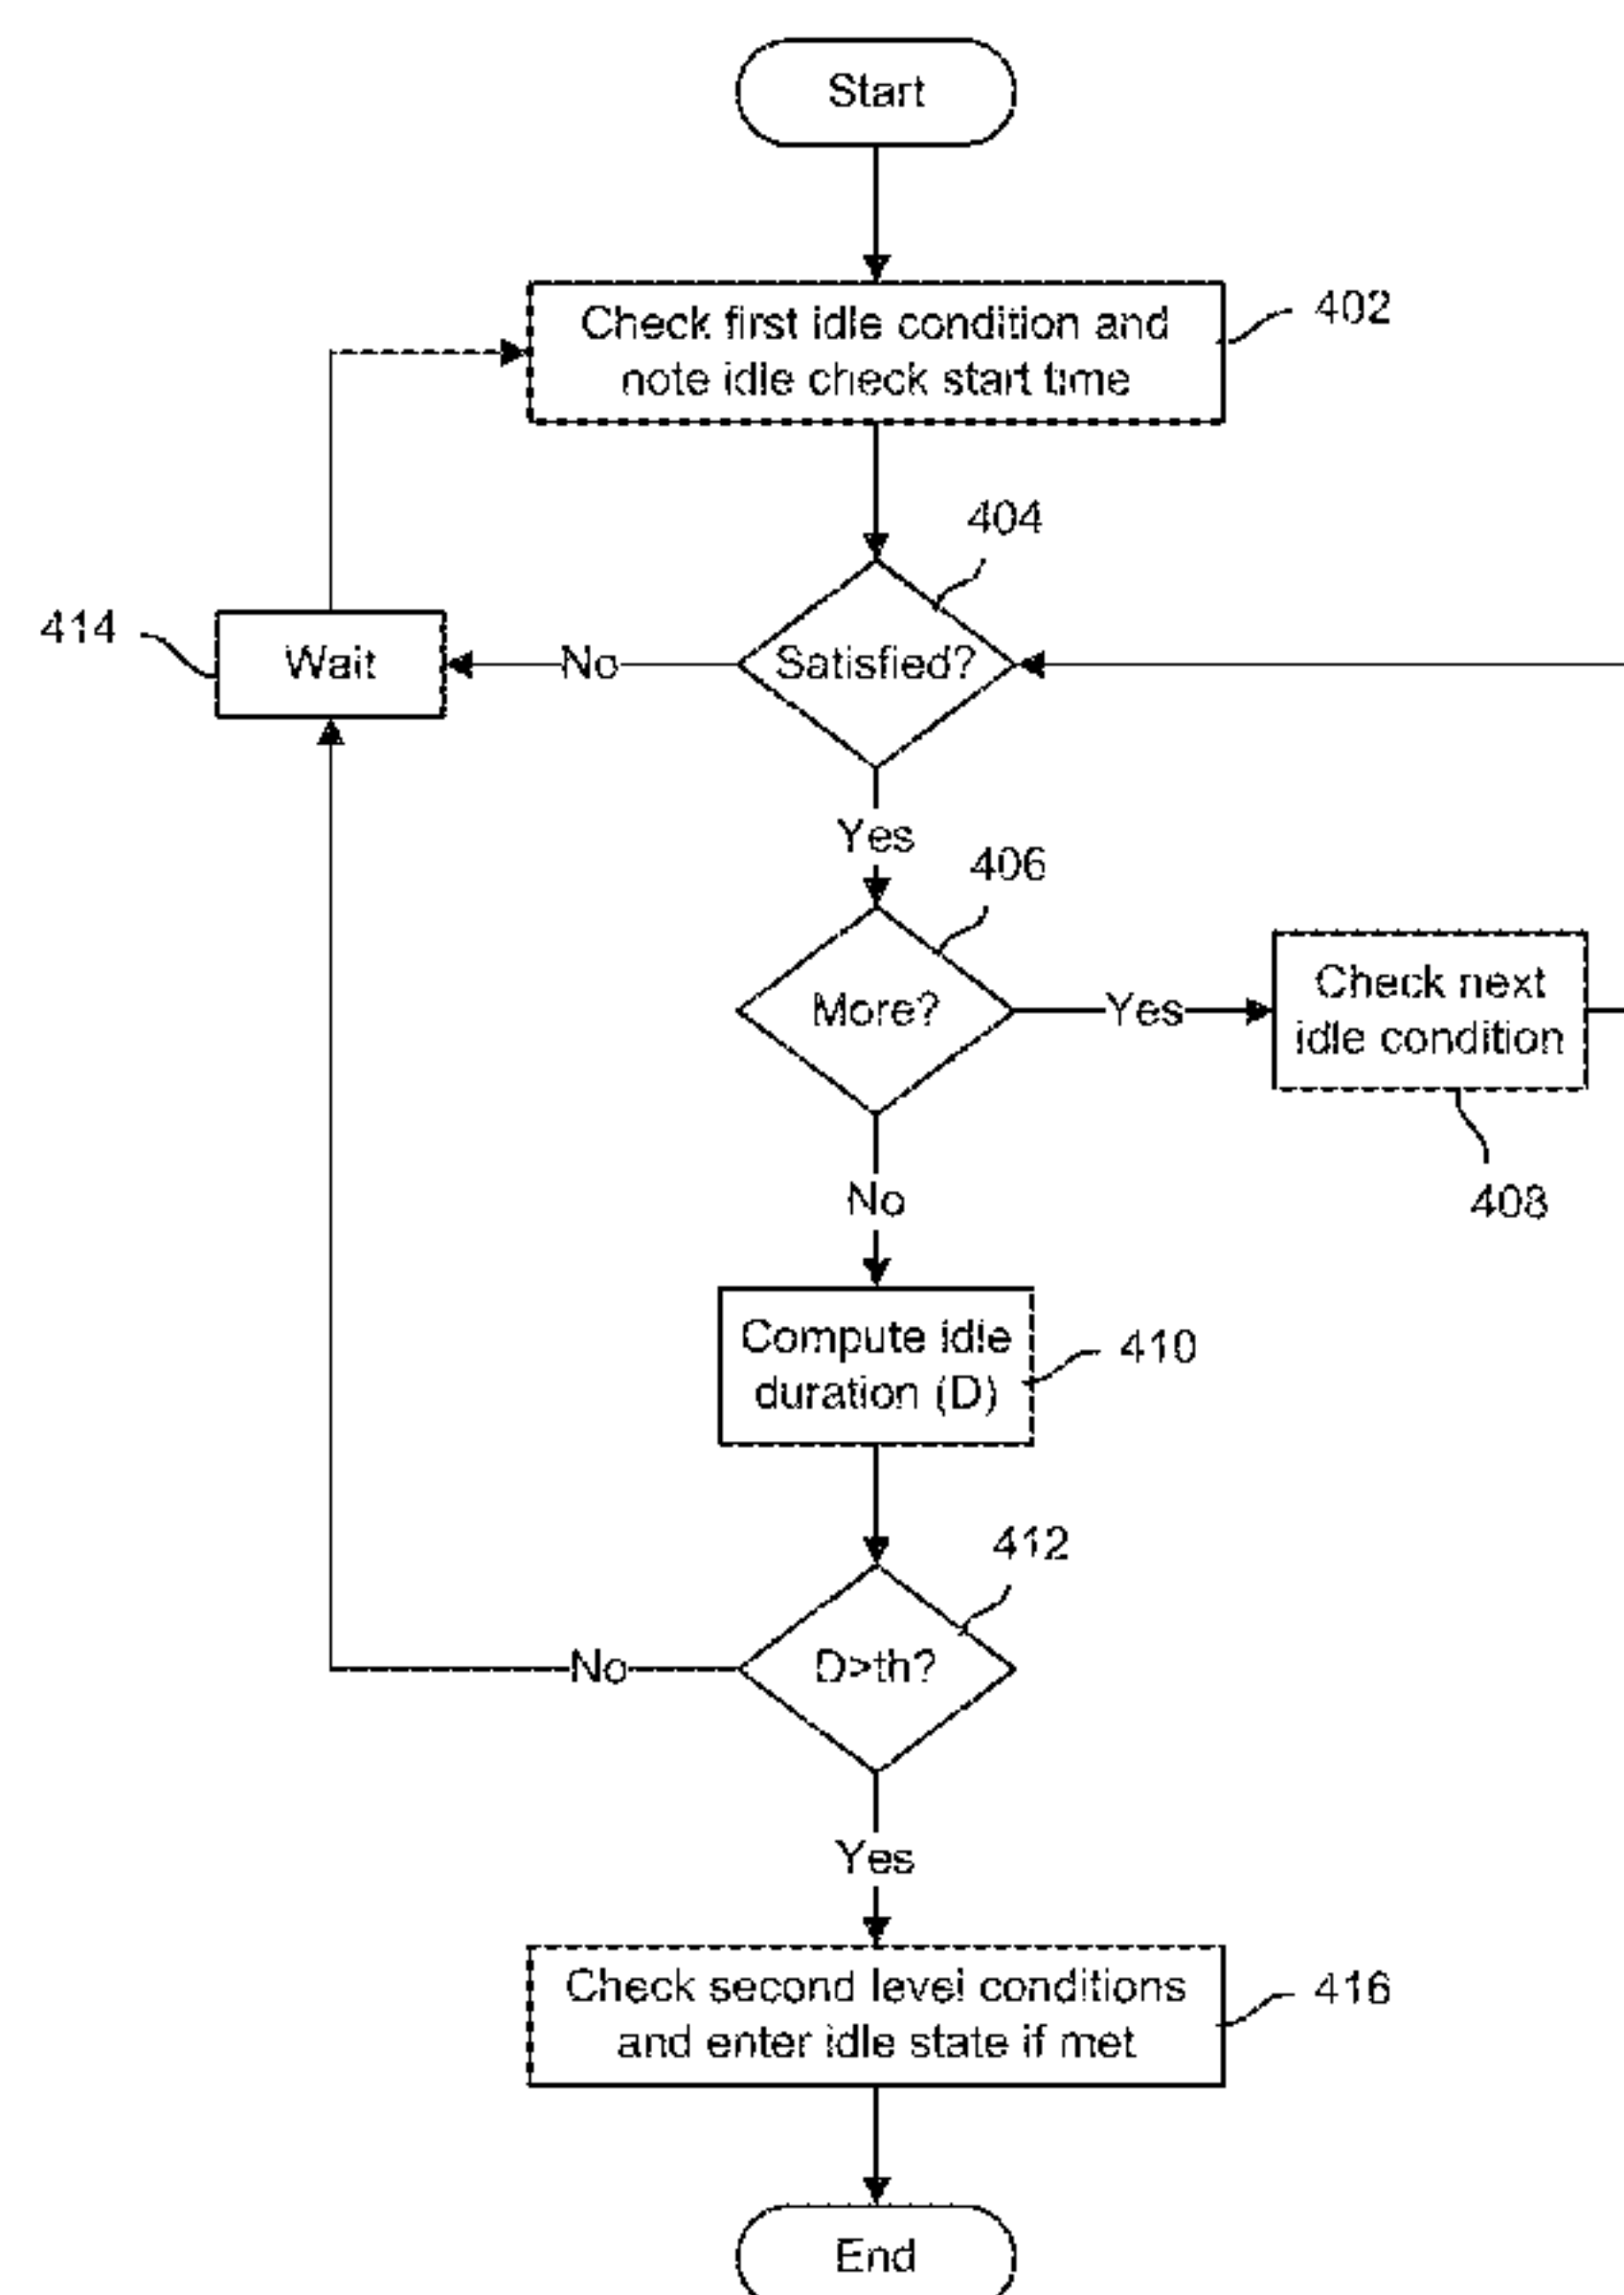 Start
Check first idle condition and
note idle check start time
402
404
414
Wait
No
Satisfied?
Yes
406
More?
Yes
Check next
idle condition
408
No
Compute idle
duration (D)
410
412
No
D>th?
Yes
Check second level conditions
and enter idle state if met
416
End